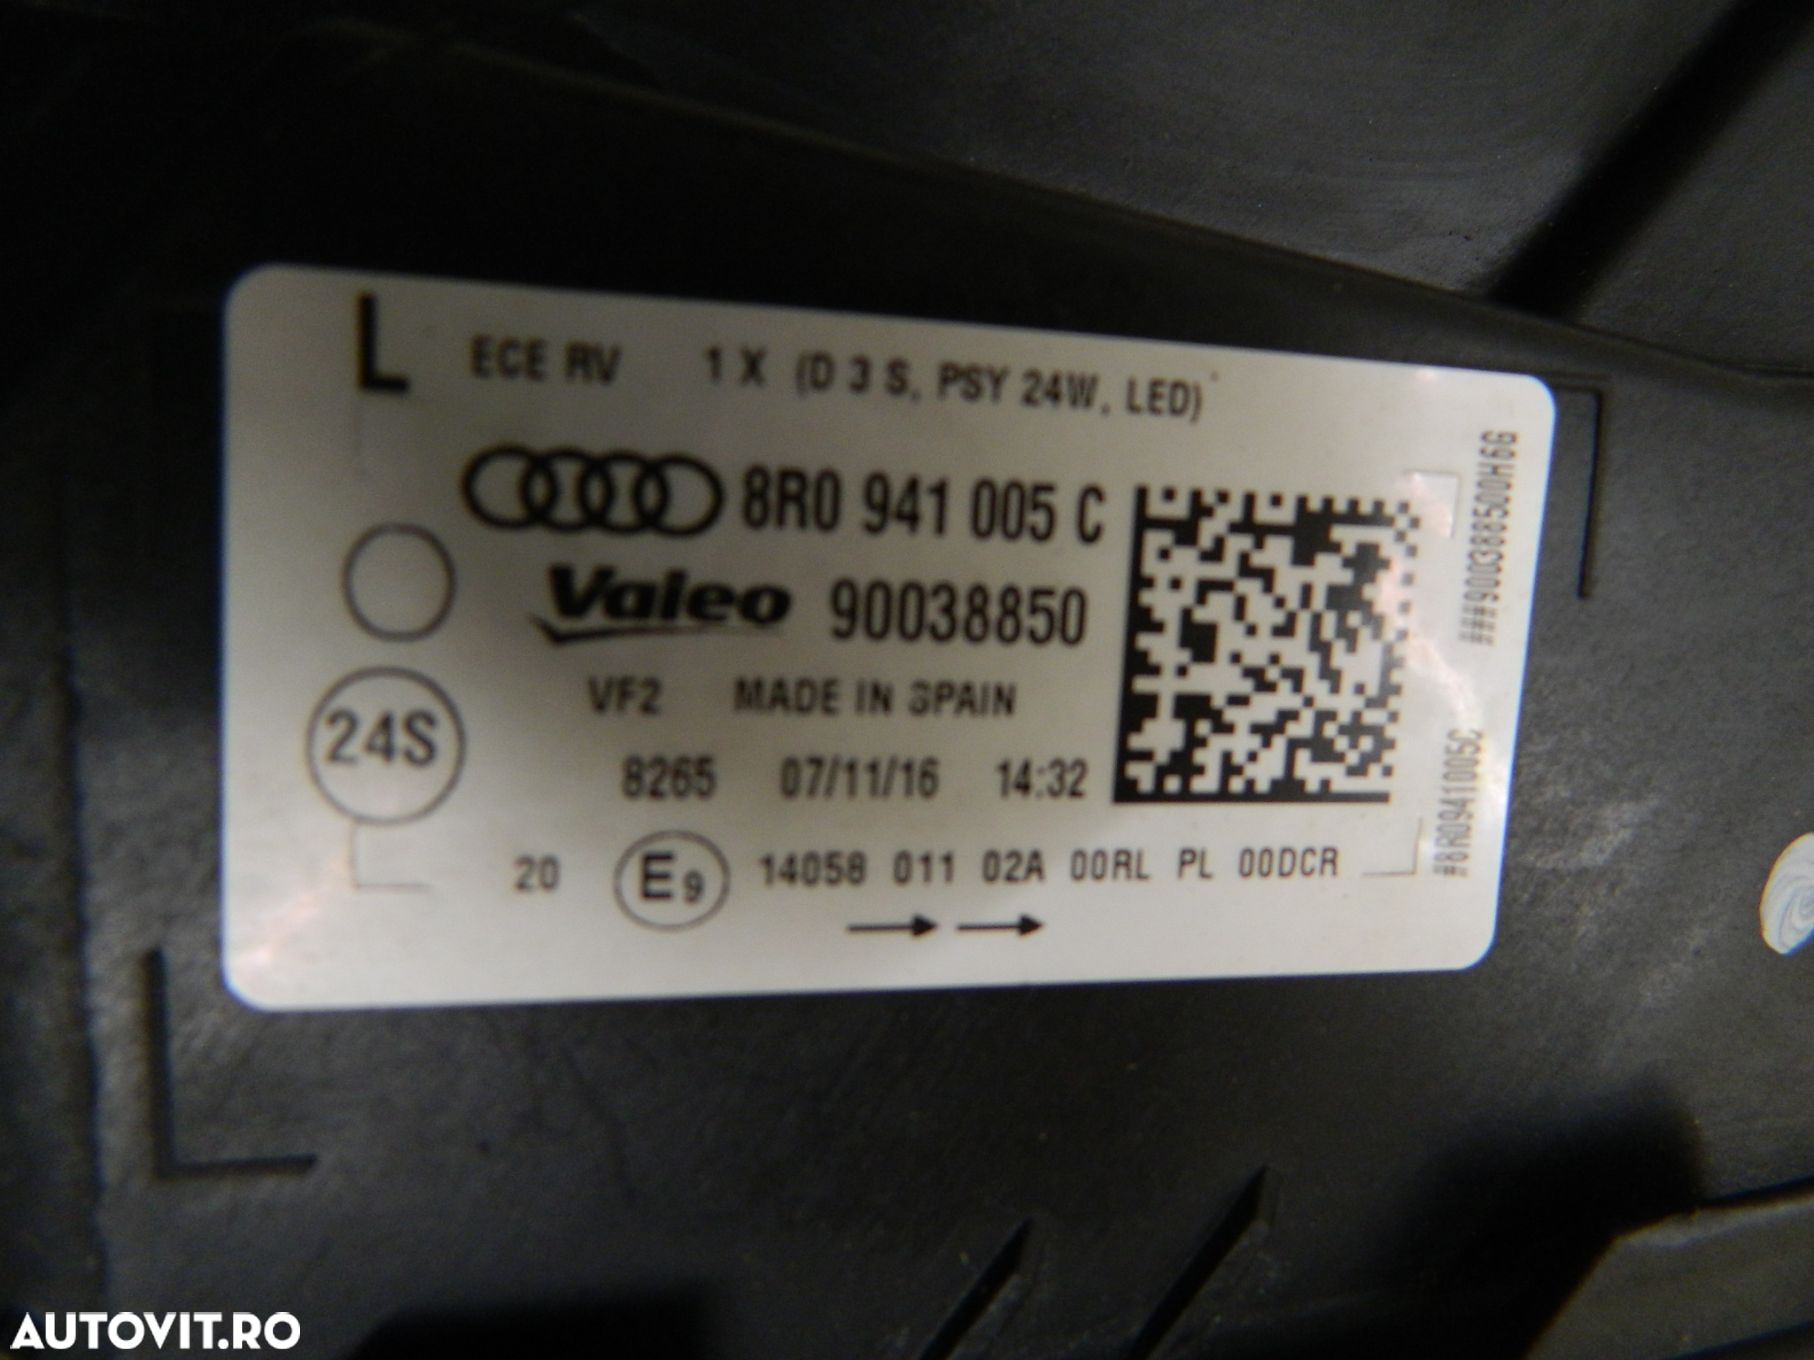 L ECE RV 1 X (D 3 S, PSY 24W, LED)
8R0 941 005 C
Valeo 90038850
VF2 MADE IN SPAIN
24S
8265 07/11/16 14:32
20 E9 14058 011 02A 00RL PL 00DCR
###90038850OH6G
#8R0941005C
AUTOVIT.RO